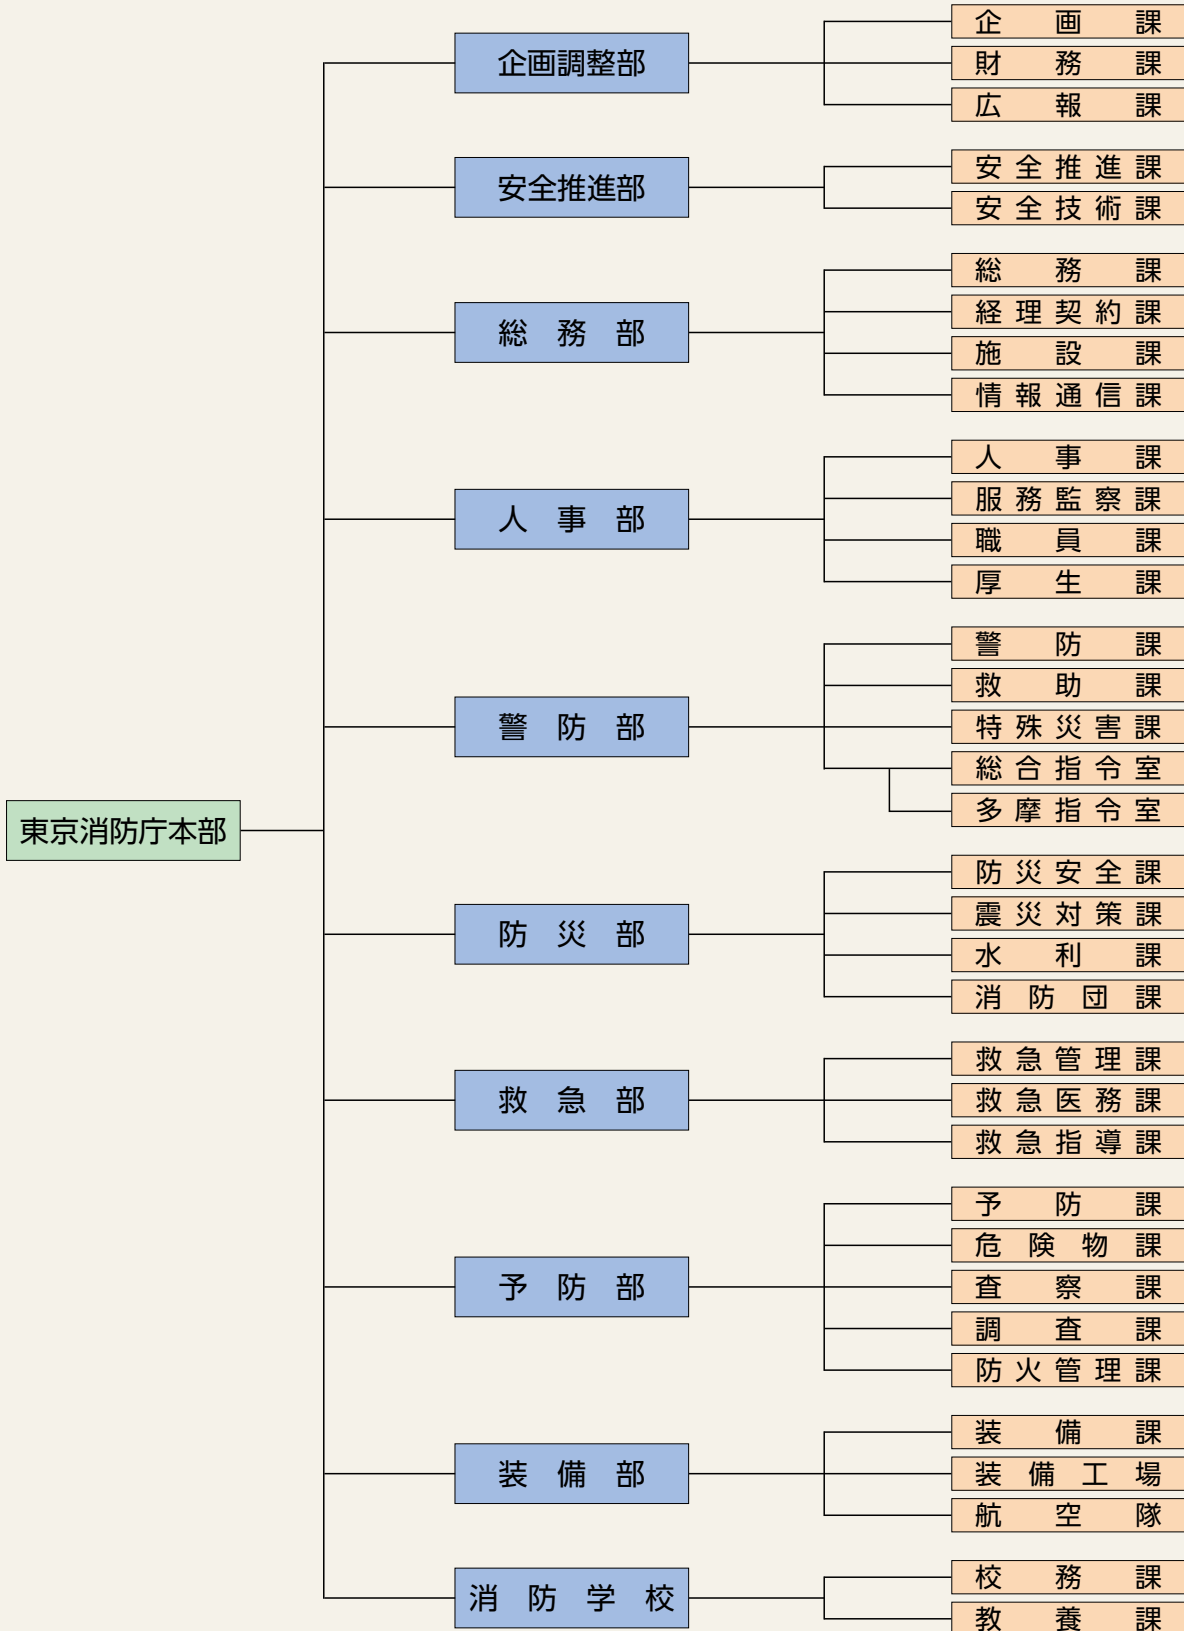 東京消防庁本部
企画調整部
企画課
財務課
広報課
安全推進部
安全推進課
安全技術課
総務部
総務課
経理契約課
施設課
情報通信課
人事部
人事課
服務監察課
職員課
厚生課
警防部
警防課
救助課
特殊災害課
総合指令室
多摩指令室
防災部
防災安全課
震災対策課
水利課
消防団課
救急部
救急管理課
救急医務課
救急指導課
予防部
予防課
危険物課
査察課
調査課
防火管理課
装備部
装備課
装備工場
航空隊
消防学校
校務課
教養課